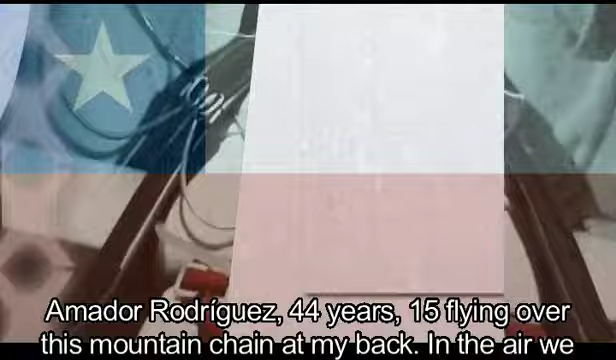 Amador Rodríguez, 44 years, 15 flying over
this mountain chain at my back. In the air we